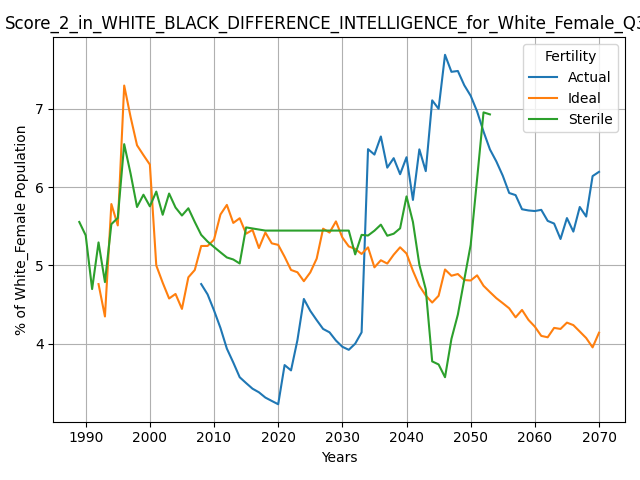 Score_2_in_WHITE_BLACK_DIFFERENCE_INTELLIGENCE_for_White_Female_Q3
Fertility
Actual
Ideal
Sterile
% of White_Female Population
7
6
5
4
1990 2000 2010 2020 2030 2040 2050 2060 2070
Years